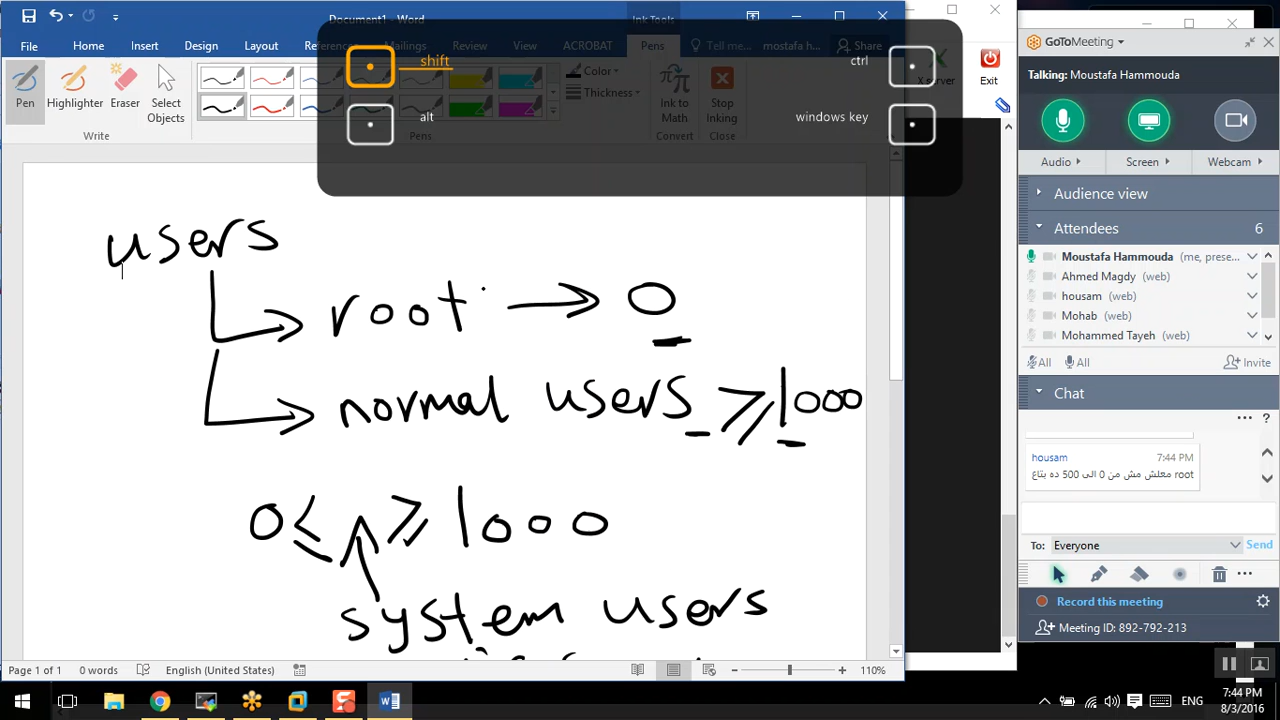 Document1 - Word
Ink Tools
File Home Insert Design Layout References Mailings Review View ACROBAT Pens Tell me... mostafa h... Share
Pen Highlighter Eraser Select Objects
Write
Pens
Color
Thickness
Ink to Math
Convert
Stop Inking
Close
shift
alt
ctrl
windows key
users
root → 0
normal users ≥ 1000
0 ≤ ≥ 1000
system users
Page 1 of 1 0 words English (United States) 110%
X server
Exit
GoToMeeting
Talking: Moustafa Hammouda
Audio Screen Webcam
Audience view
Attendees 6
Moustafa Hammouda (me, prese...
Ahmed Magdy (web)
housam (web)
Mohab (web)
Mohammed Tayeh (web)
All All Invite
Chat
housam 7:44 PM
معلش مش من 0 الى 500 ده بتاع root
To: Everyone Send
Record this meeting
Meeting ID: 892-792-213
ENG
7:44 PM
8/3/2016